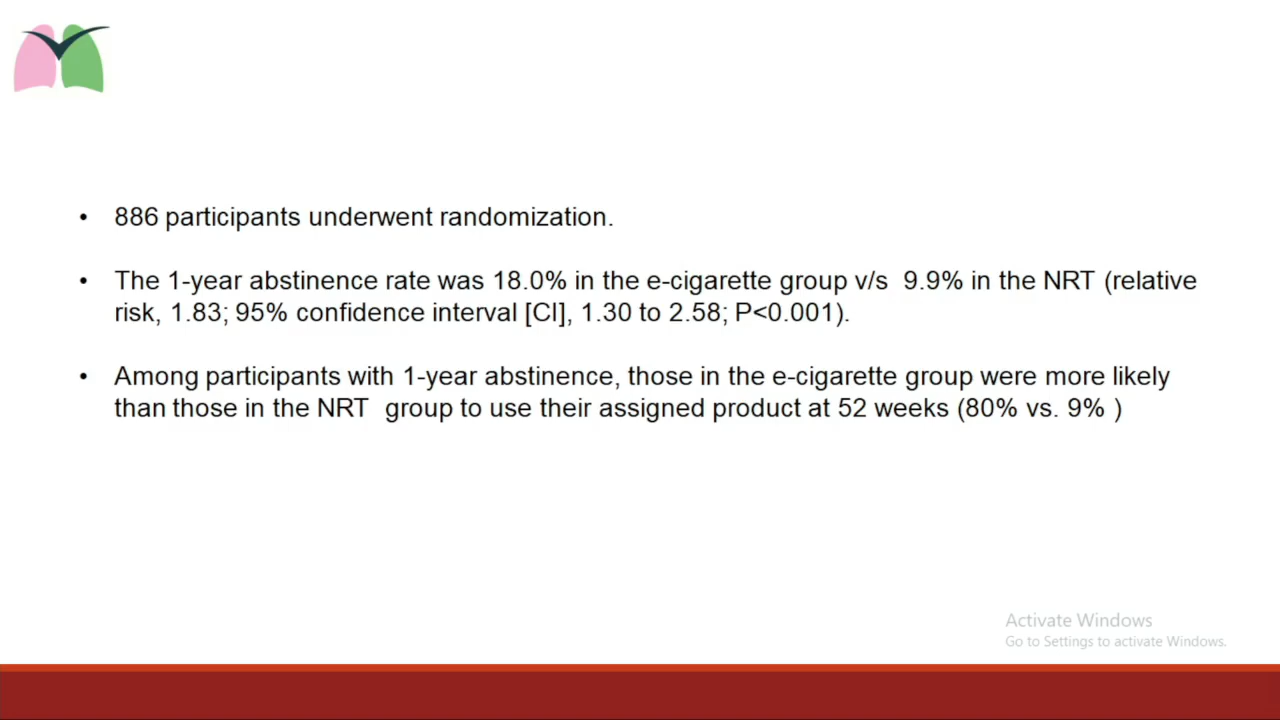 • 886 participants underwent randomization.
• The 1-year abstinence rate was 18.0% in the e-cigarette group v/s  9.9% in the NRT (relative
risk, 1.83; 95% confidence interval [CI], 1.30 to 2.58; P<0.001).
• Among participants with 1-year abstinence, those in the e-cigarette group were more likely
than those in the NRT  group to use their assigned product at 52 weeks (80% vs. 9% )
Activate Windows
Go to Settings to activate Windows.